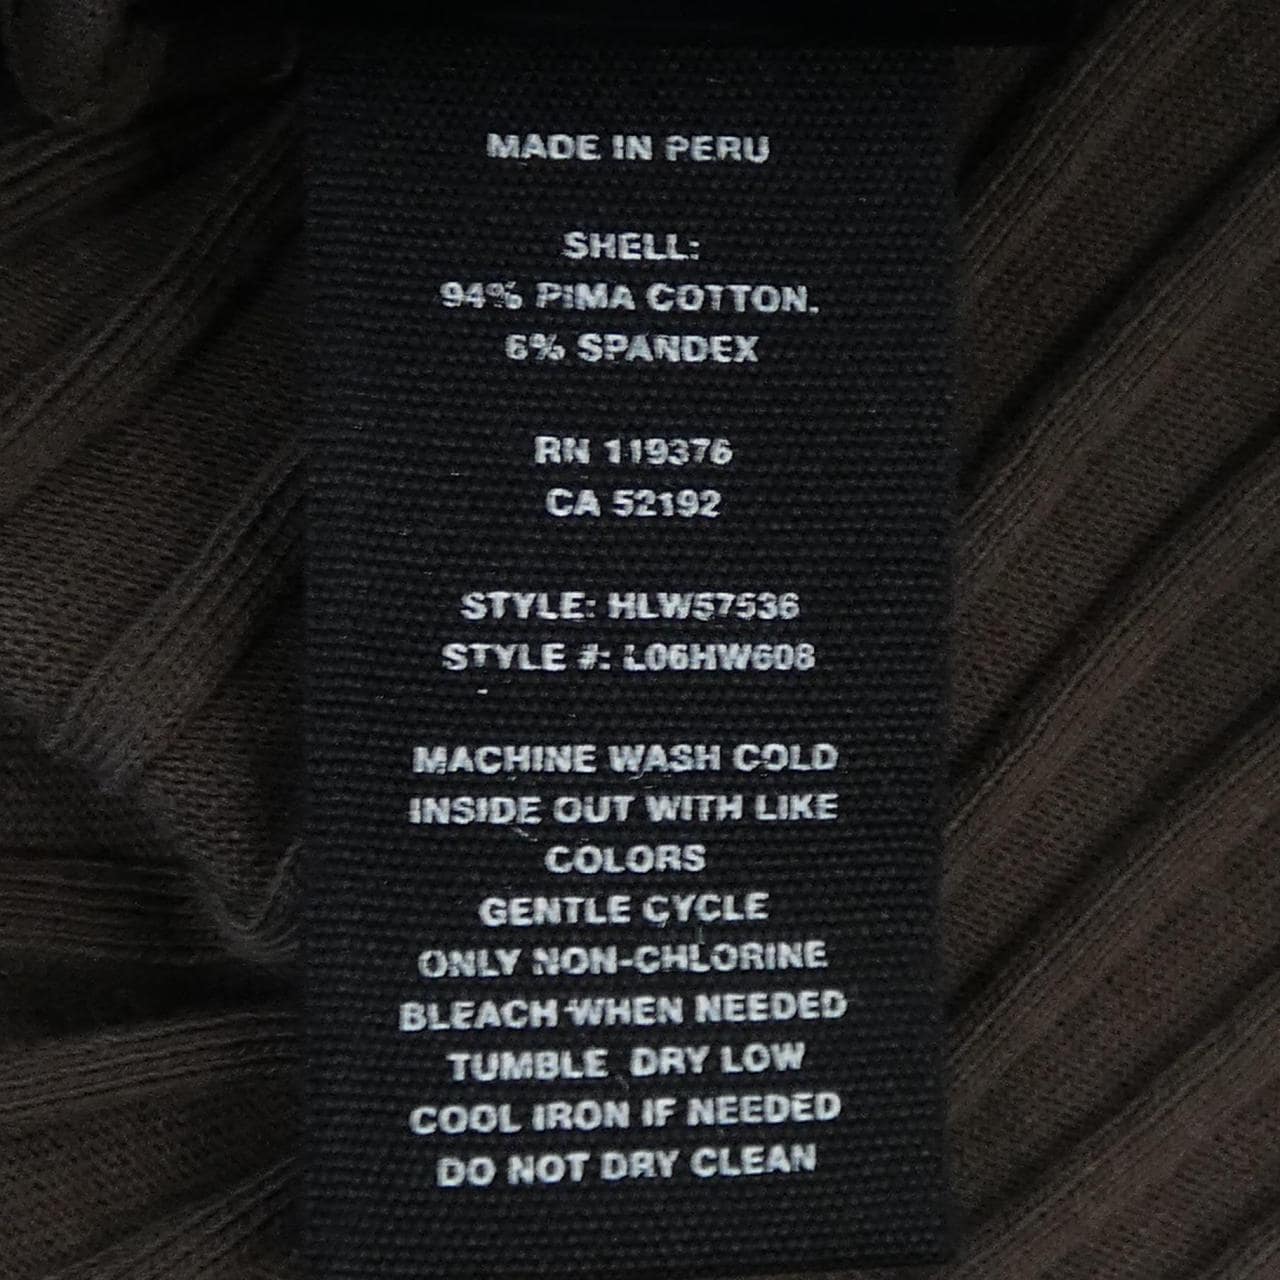 MADE IN PERU
SHELL:
94% PIMA COTTON.
6% SPANDEX
RN 119376
CA 52192
STYLE: HLW57536
STYLE #: L06HW608
MACHINE WASH COLD
INSIDE OUT WITH LIKE
COLORS
GENTLE CYCLE
ONLY NON-CHLORINE
BLEACH WHEN NEEDED
TUMBLE DRY LOW
COOL IRON IF NEEDED
DO NOT DRY CLEAN